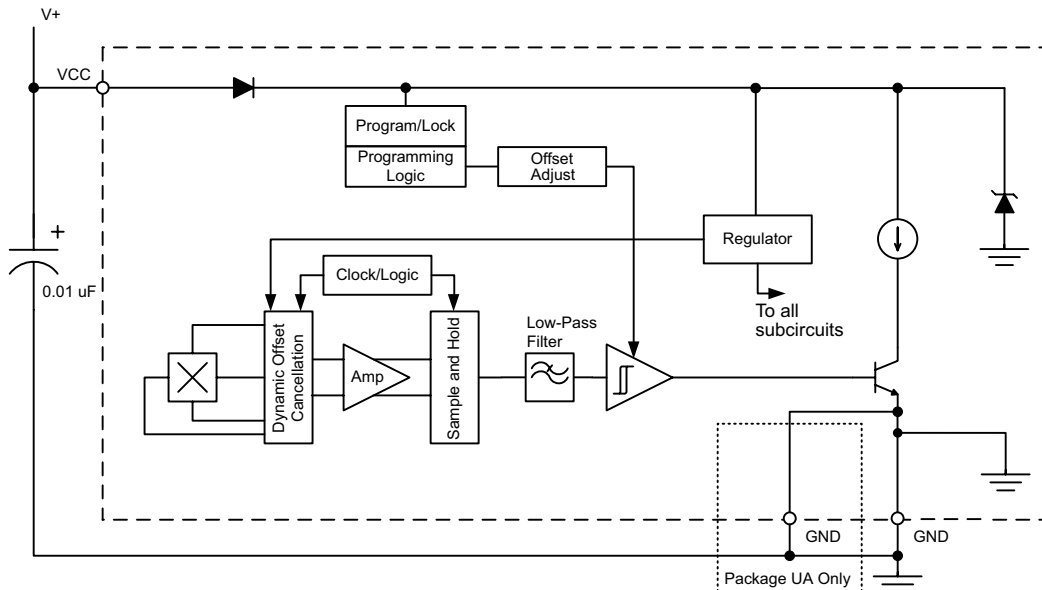 V+
VCC
Program/Lock
Programming
Logic
Offset
Adjust
Regulator
+
0.01 uF
Clock/Logic
To all
subcircuits
Low-Pass
Filter
Dynamic Offset
Cancellation
Amp
Sample and Hold
GND
GND
Package UA Only